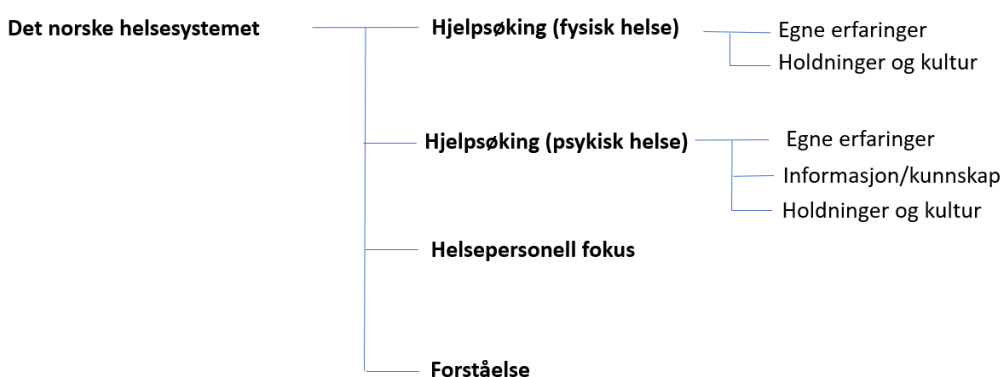 Det norske helsesystemet
Hjelpsøking (fysisk helse)
Egne erfaringer
Holdninger og kultur
Hjelpsøking (psykisk helse)
Egne erfaringer
Informasjon/kunnskap
Holdninger og kultur
Helsepersonell fokus
Forståelse